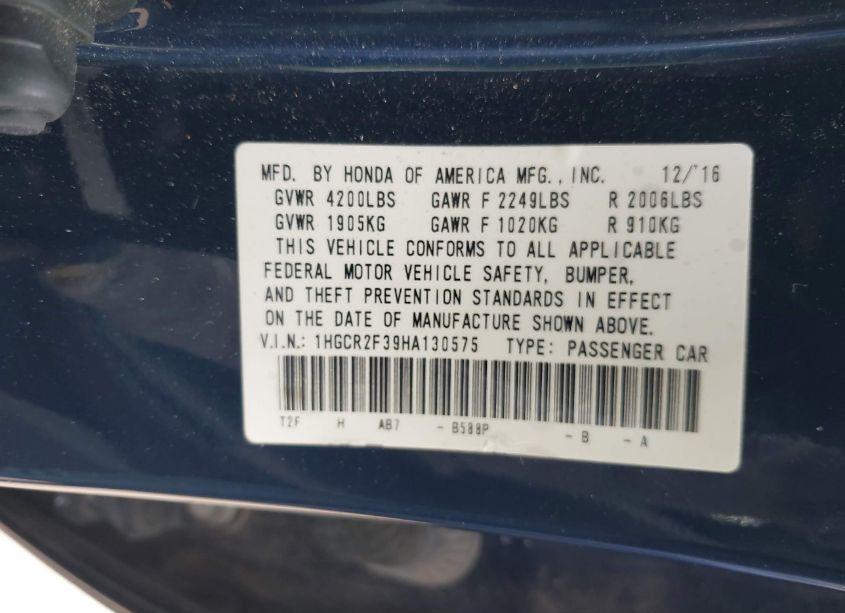 MFD. BY HONDA OF AMERICA MFG., INC. 12/'16
GVWR 4200LBS GAWR F 2249LBS R 2006LBS
GVWR 1905KG GAWR F 1020KG R 910KG
THIS VEHICLE CONFORMS TO ALL APPLICABLE
FEDERAL MOTOR VEHICLE SAFETY, BUMPER,
AND THEFT PREVENTION STANDARDS IN EFFECT
ON THE DATE OF MANUFACTURE SHOWN ABOVE.
V.I.N.: 1HGCR2F39HA130575 TYPE: PASSENGER CAR
T2F H AB7 - B588P - B - A